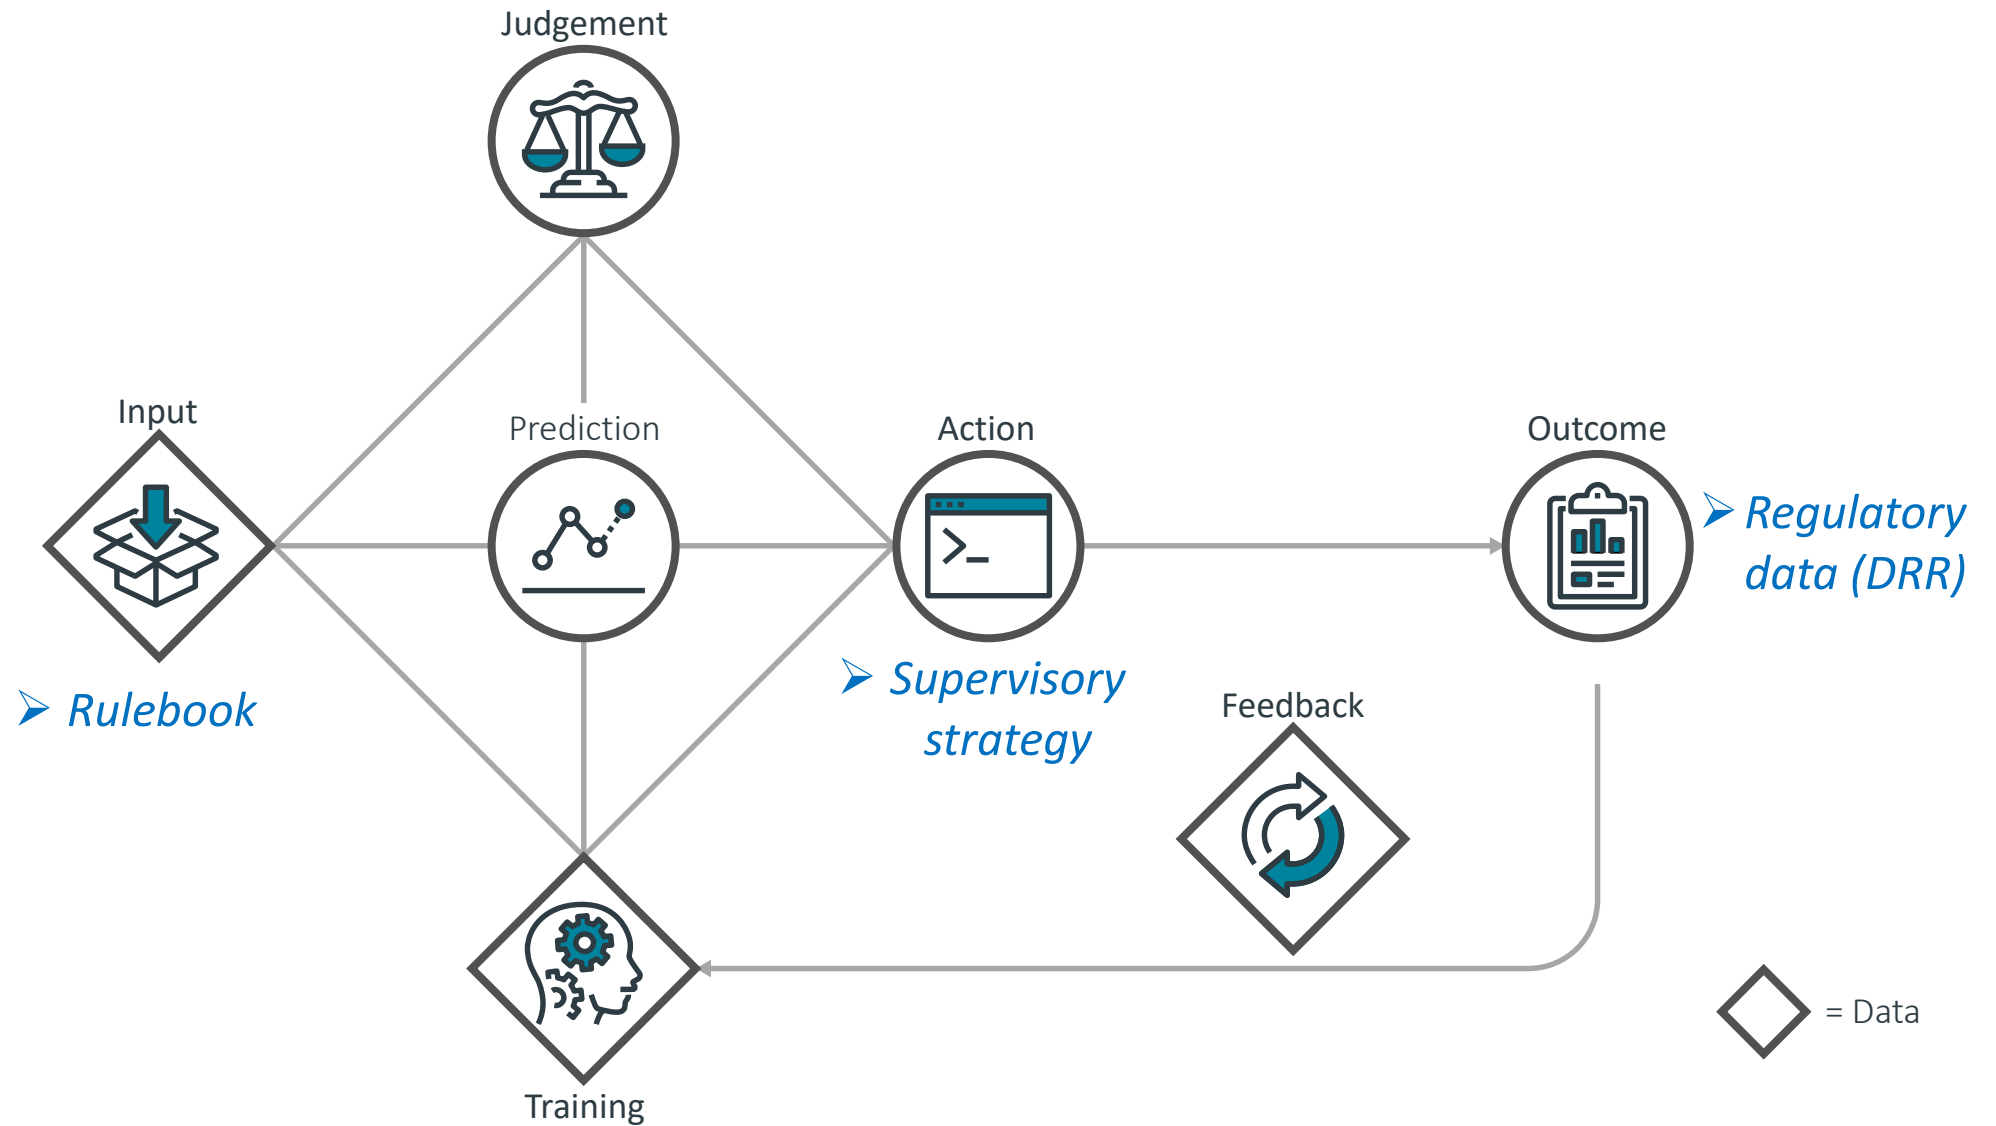 Judgement
Input
Prediction
Action
Outcome
➢ Regulatory
data (DRR)
➢ Rulebook
➢ Supervisory
strategy
Feedback
= Data
Training